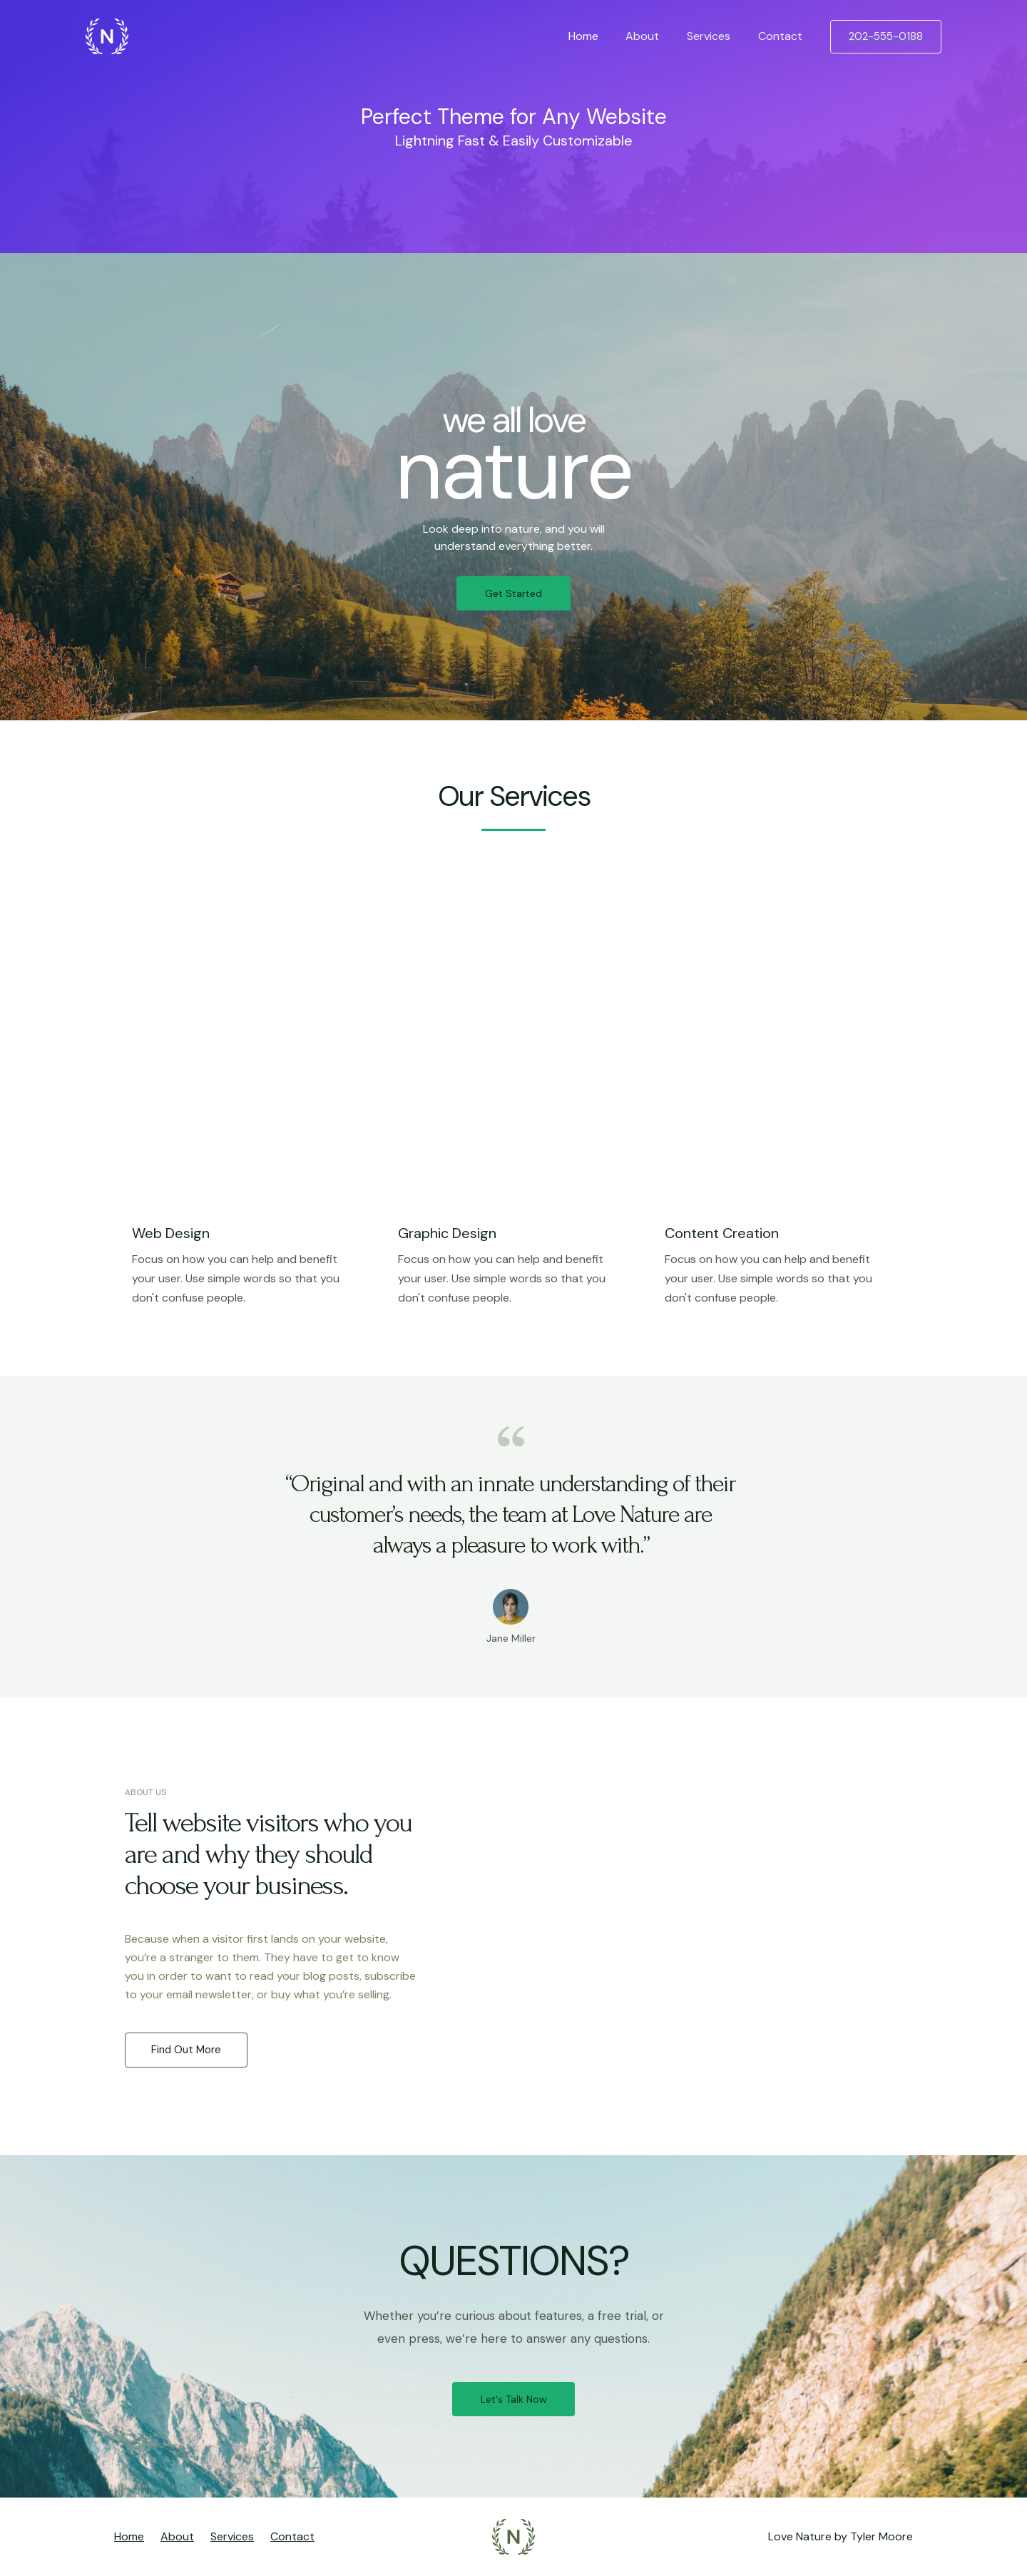 N
Home
About
Services
Contact
202-555-0188
Perfect Theme for Any Website
Lightning Fast & Easily Customizable
we all love
nature
Look deep into nature, and you will
understand everything better.
Get Started
Our Services
Web Design
Focus on how you can help and benefit
your user. Use simple words so that you
don't confuse people.
Graphic Design
Focus on how you can help and benefit
your user. Use simple words so that you
don't confuse people.
Content Creation
Focus on how you can help and benefit
your user. Use simple words so that you
don't confuse people.
“Original and with an innate understanding of their
customer’s needs, the team at Love Nature are
always a pleasure to work with.”
Jane Miller
ABOUT US
Tell website visitors who you
are and why they should
choose your business.
Because when a visitor first lands on your website,
you’re a stranger to them. They have to get to know
you in order to want to read your blog posts, subscribe
to your email newsletter, or buy what you’re selling.
Find Out More
QUESTIONS?
Whether you’re curious about features, a free trial, or
even press, we’re here to answer any questions.
Let's Talk Now
Home
About
Services
Contact
N
Love Nature by Tyler Moore